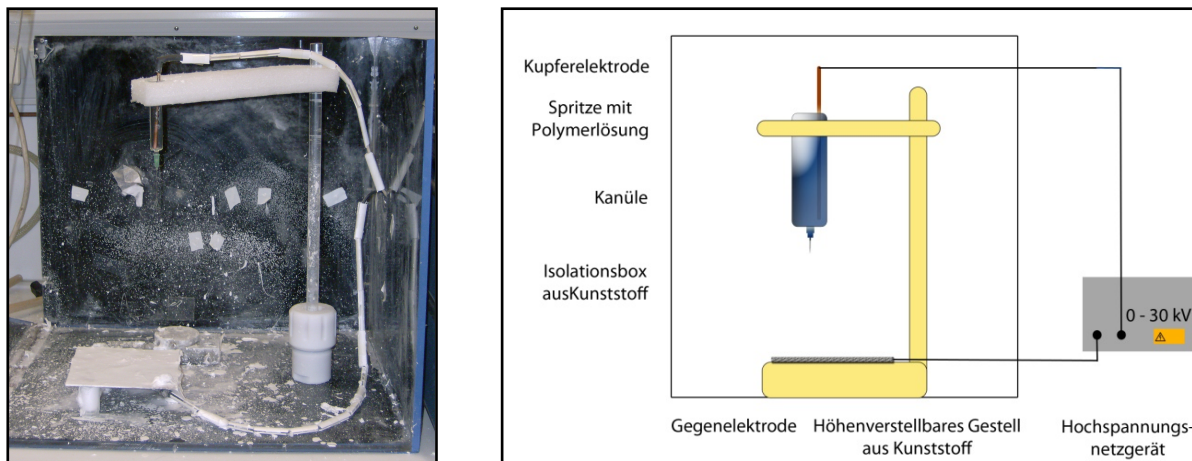 Kupferelektrode
Spritze mit
Polymerlösung
Kanüle
Isolationsbox
ausKunststoff
0 - 30 kV
Gegenelektrode
Höhenverstellbares Gestell
aus Kunststoff
Hochspannungs-
netzgerät